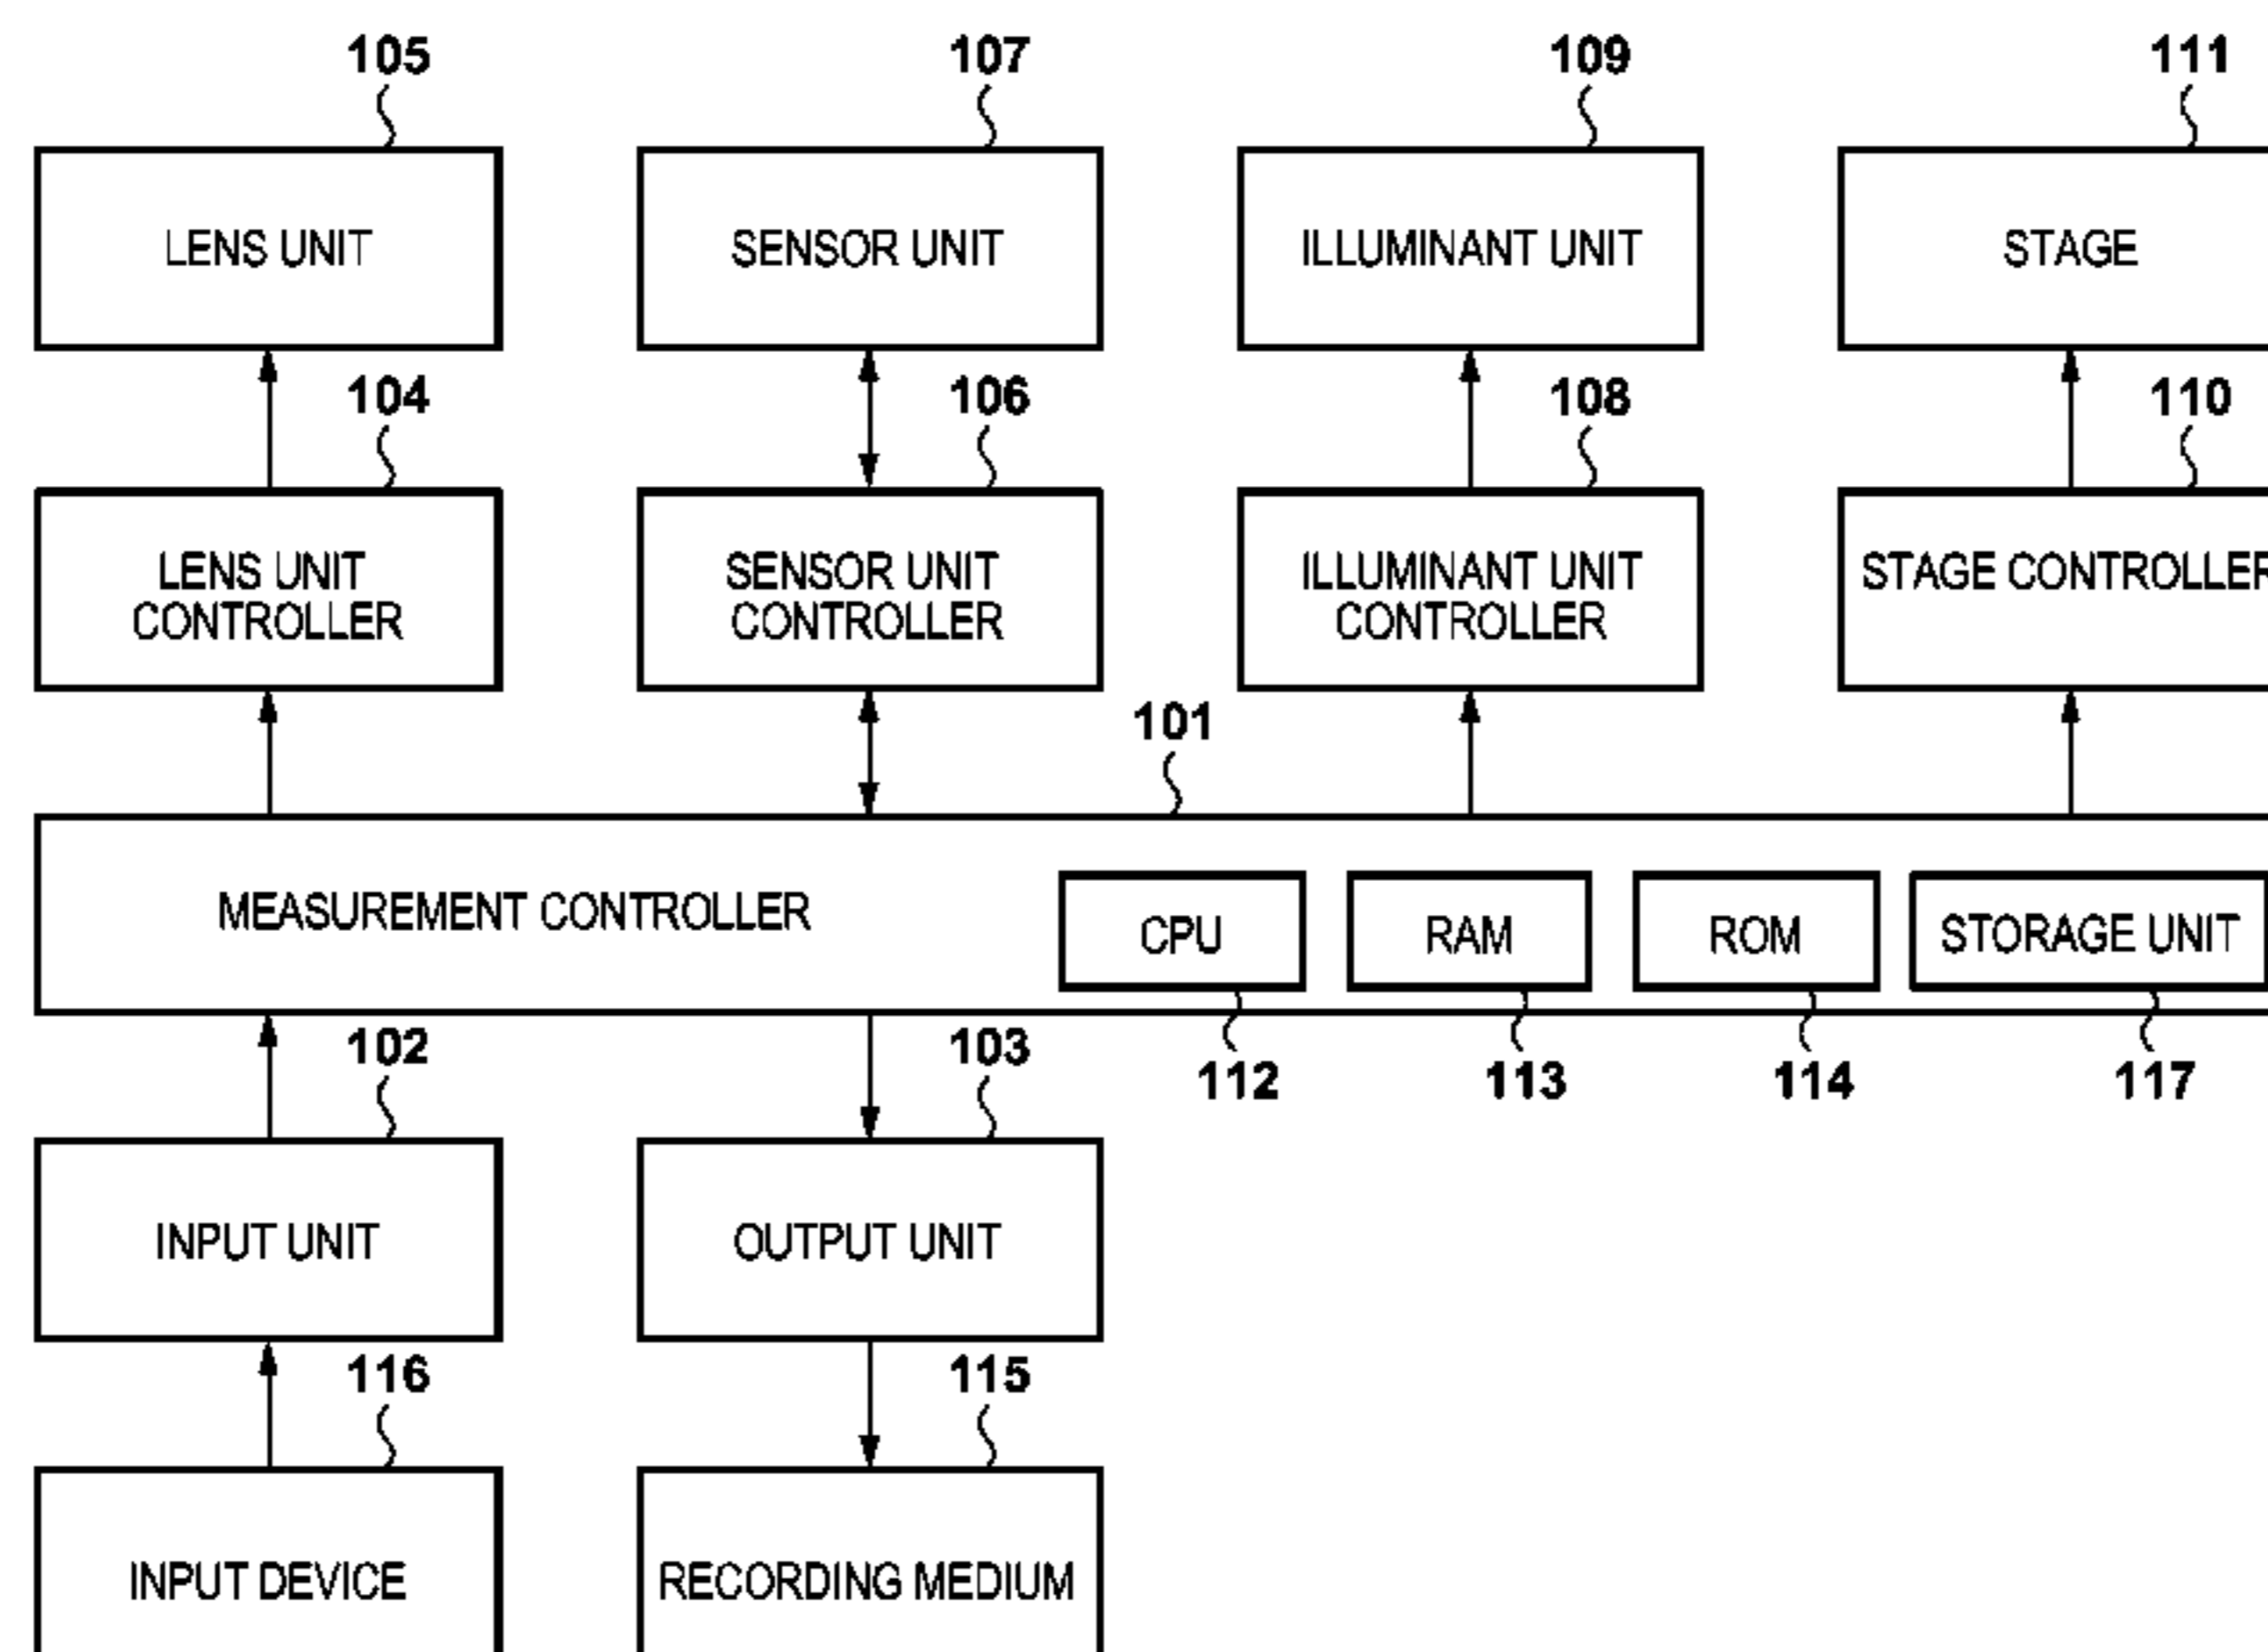 105
107
109
111
LENS UNIT
SENSOR UNIT
ILLUMINANT UNIT
STAGE
104
106
108
110
LENS UNIT
CONTROLLER
SENSOR UNIT
CONTROLLER
ILLUMINANT UNIT
CONTROLLER
STAGE CONTROLLER
101
MEASUREMENT CONTROLLER
CPU
RAM
ROM
STORAGE UNIT
102
103
112
113
114
117
INPUT UNIT
OUTPUT UNIT
116
115
INPUT DEVICE
RECORDING MEDIUM